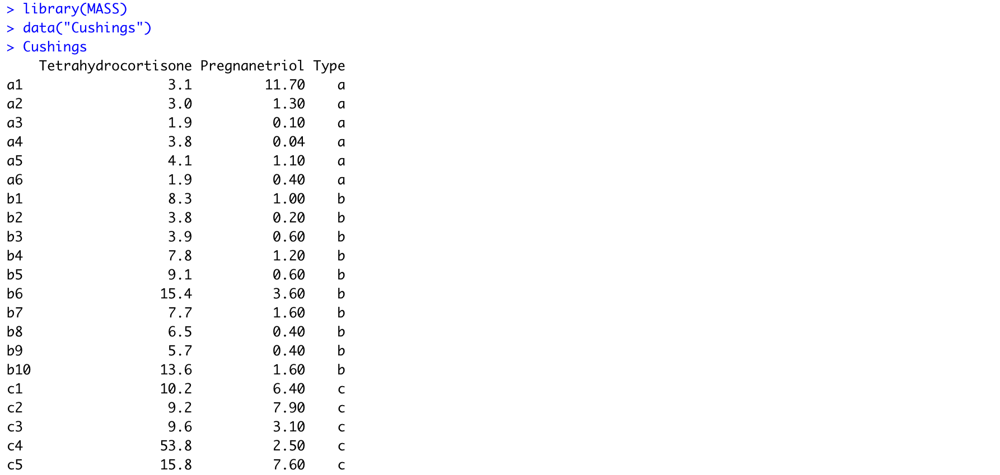 > library(MASS)
> data("Cushings")
> Cushings
Tetrahydrocortisone Pregnanetriol Type
a1 3.1 11.70 a
a2 3.0 1.30 a
a3 1.9 0.10 a
a4 3.8 0.04 a
a5 4.1 1.10 a
a6 1.9 0.40 a
b1 8.3 1.00 b
b2 3.8 0.20 b
b3 3.9 0.60 b
b4 7.8 1.20 b
b5 9.1 0.60 b
b6 15.4 3.60 b
b7 7.7 1.60 b
b8 6.5 0.40 b
b9 5.7 0.40 b
b10 13.6 1.60 b
c1 10.2 6.40 c
c2 9.2 7.90 c
c3 9.6 3.10 c
c4 53.8 2.50 c
c5 15.8 7.60 c